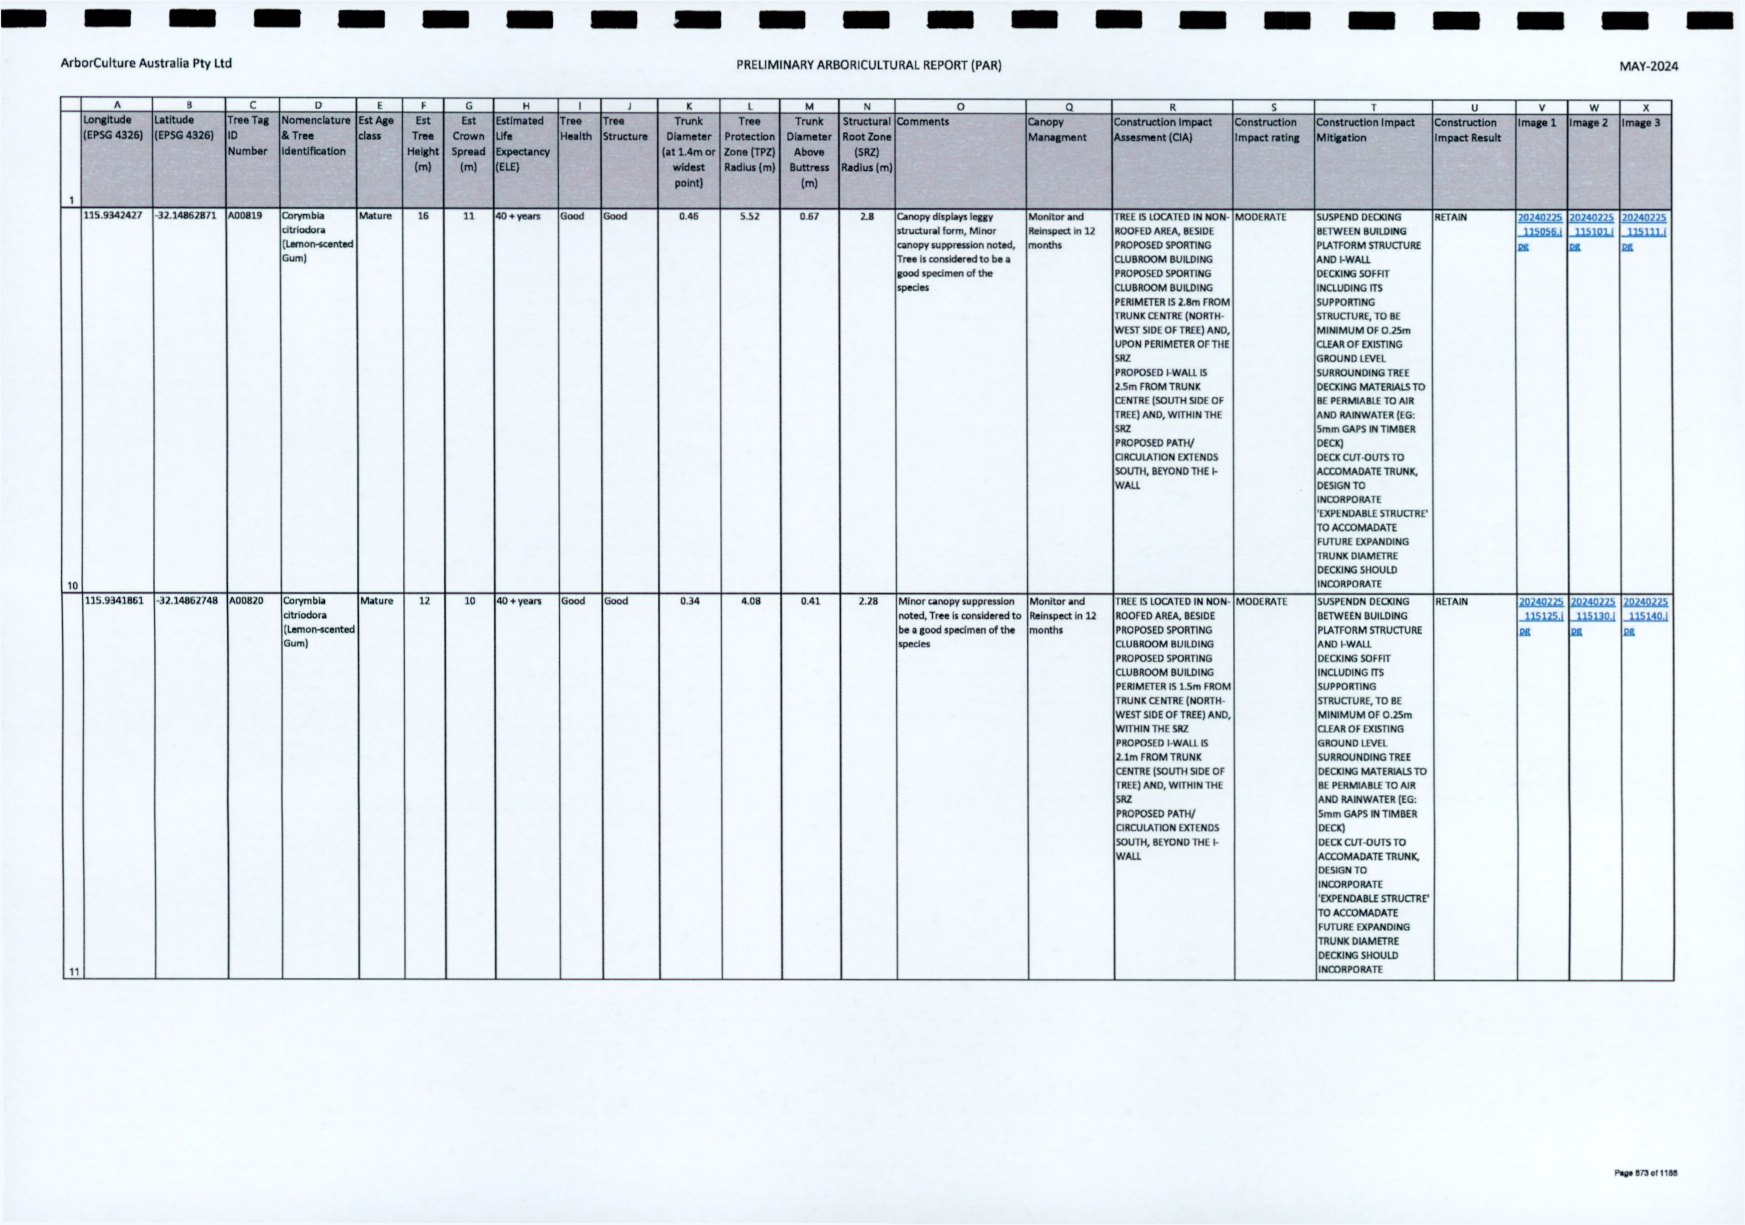 ArborCulture Australia Pty Ltd
PRELIMINARY ARBORICULTURAL REPORT (PAR)
MAY-2024
A B C D E F G H I J K L M N O Q R S T U V W X
1
Longitude
(EPSG 4326)
Latitude
(EPSG 4326)
Tree Tag
ID
Number
Nomenclature
& Tree
Identification
Est Age
class
Est
Tree
Height
(m)
Est
Crown
Spread
(m)
Estimated
Life
Expectancy
(ELE)
Tree
Health
Tree
Structure
Trunk
Diameter
(at 1.4m or
widest
point)
Tree
Protection
Zone (TPZ)
Radius (m)
Trunk
Diameter
Above
Buttress
(m)
Structural
Root Zone
(SRZ)
Radius (m)
Comments
Canopy
Managment
Construction Impact
Assesment (CIA)
Construction
Impact rating
Construction Impact
Mitigation
Construction
Impact Result
Image 1
Image 2
Image 3
10
115.9342427
-32.14862871
A00819
Corymbia
citriodora
(Lemon-scented
Gum)
Mature
16
11
40 + years
Good
Good
0.46
5.52
0.67
2.8
Canopy displays leggy
structural form, Minor
canopy suppression noted,
Tree is considered to be a
good specimen of the
species
Monitor and
Reinspect in 12
months
TREE IS LOCATED IN NON-
ROOFED AREA, BESIDE
PROPOSED SPORTING
CLUBROOM BUILDING
PROPOSED SPORTING
CLUBROOM BUILDING
PERIMETER IS 2.8m FROM
TRUNK CENTRE (NORTH-
WEST SIDE OF TREE) AND,
UPON PERIMETER OF THE
SRZ
PROPOSED I-WALL IS
2.5m FROM TRUNK
CENTRE (SOUTH SIDE OF
TREE) AND, WITHIN THE
SRZ
PROPOSED PATH/
CIRCULATION EXTENDS
SOUTH, BEYOND THE I-
WALL
MODERATE
SUSPEND DECKING
BETWEEN BUILDING
PLATFORM STRUCTURE
AND I-WALL
DECKING SOFFIT
INCLUDING ITS
SUPPORTING
STRUCTURE, TO BE
MINIMUM OF 0.25m
CLEAR OF EXISTING
GROUND LEVEL
SURROUNDING TREE
DECKING MATERIALS TO
BE PERMIABLE TO AIR
AND RAINWATER (EG:
5mm GAPS IN TIMBER
DECK)
DECK CUT-OUTS TO
ACCOMADATE TRUNK,
DESIGN TO
INCORPORATE
'EXPENDABLE STRUCTRE'
TO ACCOMADATE
FUTURE EXPANDING
TRUNK DIAMETRE
DECKING SHOULD
INCORPORATE
RETAIN
20240225
_115056.j
pg
20240225
_115101.j
pg
20240225
_115111.j
pg
11
115.9341861
-32.14862748
A00820
Corymbia
citriodora
(Lemon-scented
Gum)
Mature
12
10
40 + years
Good
Good
0.34
4.08
0.41
2.28
Minor canopy suppression
noted, Tree is considered to
be a good specimen of the
species
Monitor and
Reinspect in 12
months
TREE IS LOCATED IN NON-
ROOFED AREA, BESIDE
PROPOSED SPORTING
CLUBROOM BUILDING
PROPOSED SPORTING
CLUBROOM BUILDING
PERIMETER IS 1.5m FROM
TRUNK CENTRE (NORTH-
WEST SIDE OF TREE) AND,
WITHIN THE SRZ
PROPOSED I-WALL IS
2.1m FROM TRUNK
CENTRE (SOUTH SIDE OF
TREE) AND, WITHIN THE
SRZ
PROPOSED PATH/
CIRCULATION EXTENDS
SOUTH, BEYOND THE I-
WALL
MODERATE
SUSPENDN DECKING
BETWEEN BUILDING
PLATFORM STRUCTURE
AND I-WALL
DECKING SOFFIT
INCLUDING ITS
SUPPORTING
STRUCTURE, TO BE
MINIMUM OF 0.25m
CLEAR OF EXISTING
GROUND LEVEL
SURROUNDING TREE
DECKING MATERIALS TO
BE PERMIABLE TO AIR
AND RAINWATER (EG:
5mm GAPS IN TIMBER
DECK)
DECK CUT-OUTS TO
ACCOMADATE TRUNK,
DESIGN TO
INCORPORATE
'EXPENDABLE STRUCTRE'
TO ACCOMADATE
FUTURE EXPANDING
TRUNK DIAMETRE
DECKING SHOULD
INCORPORATE
RETAIN
20240225
_115125.j
pg
20240225
_115130.j
pg
20240225
_115140.j
pg
Page 873 of 1186